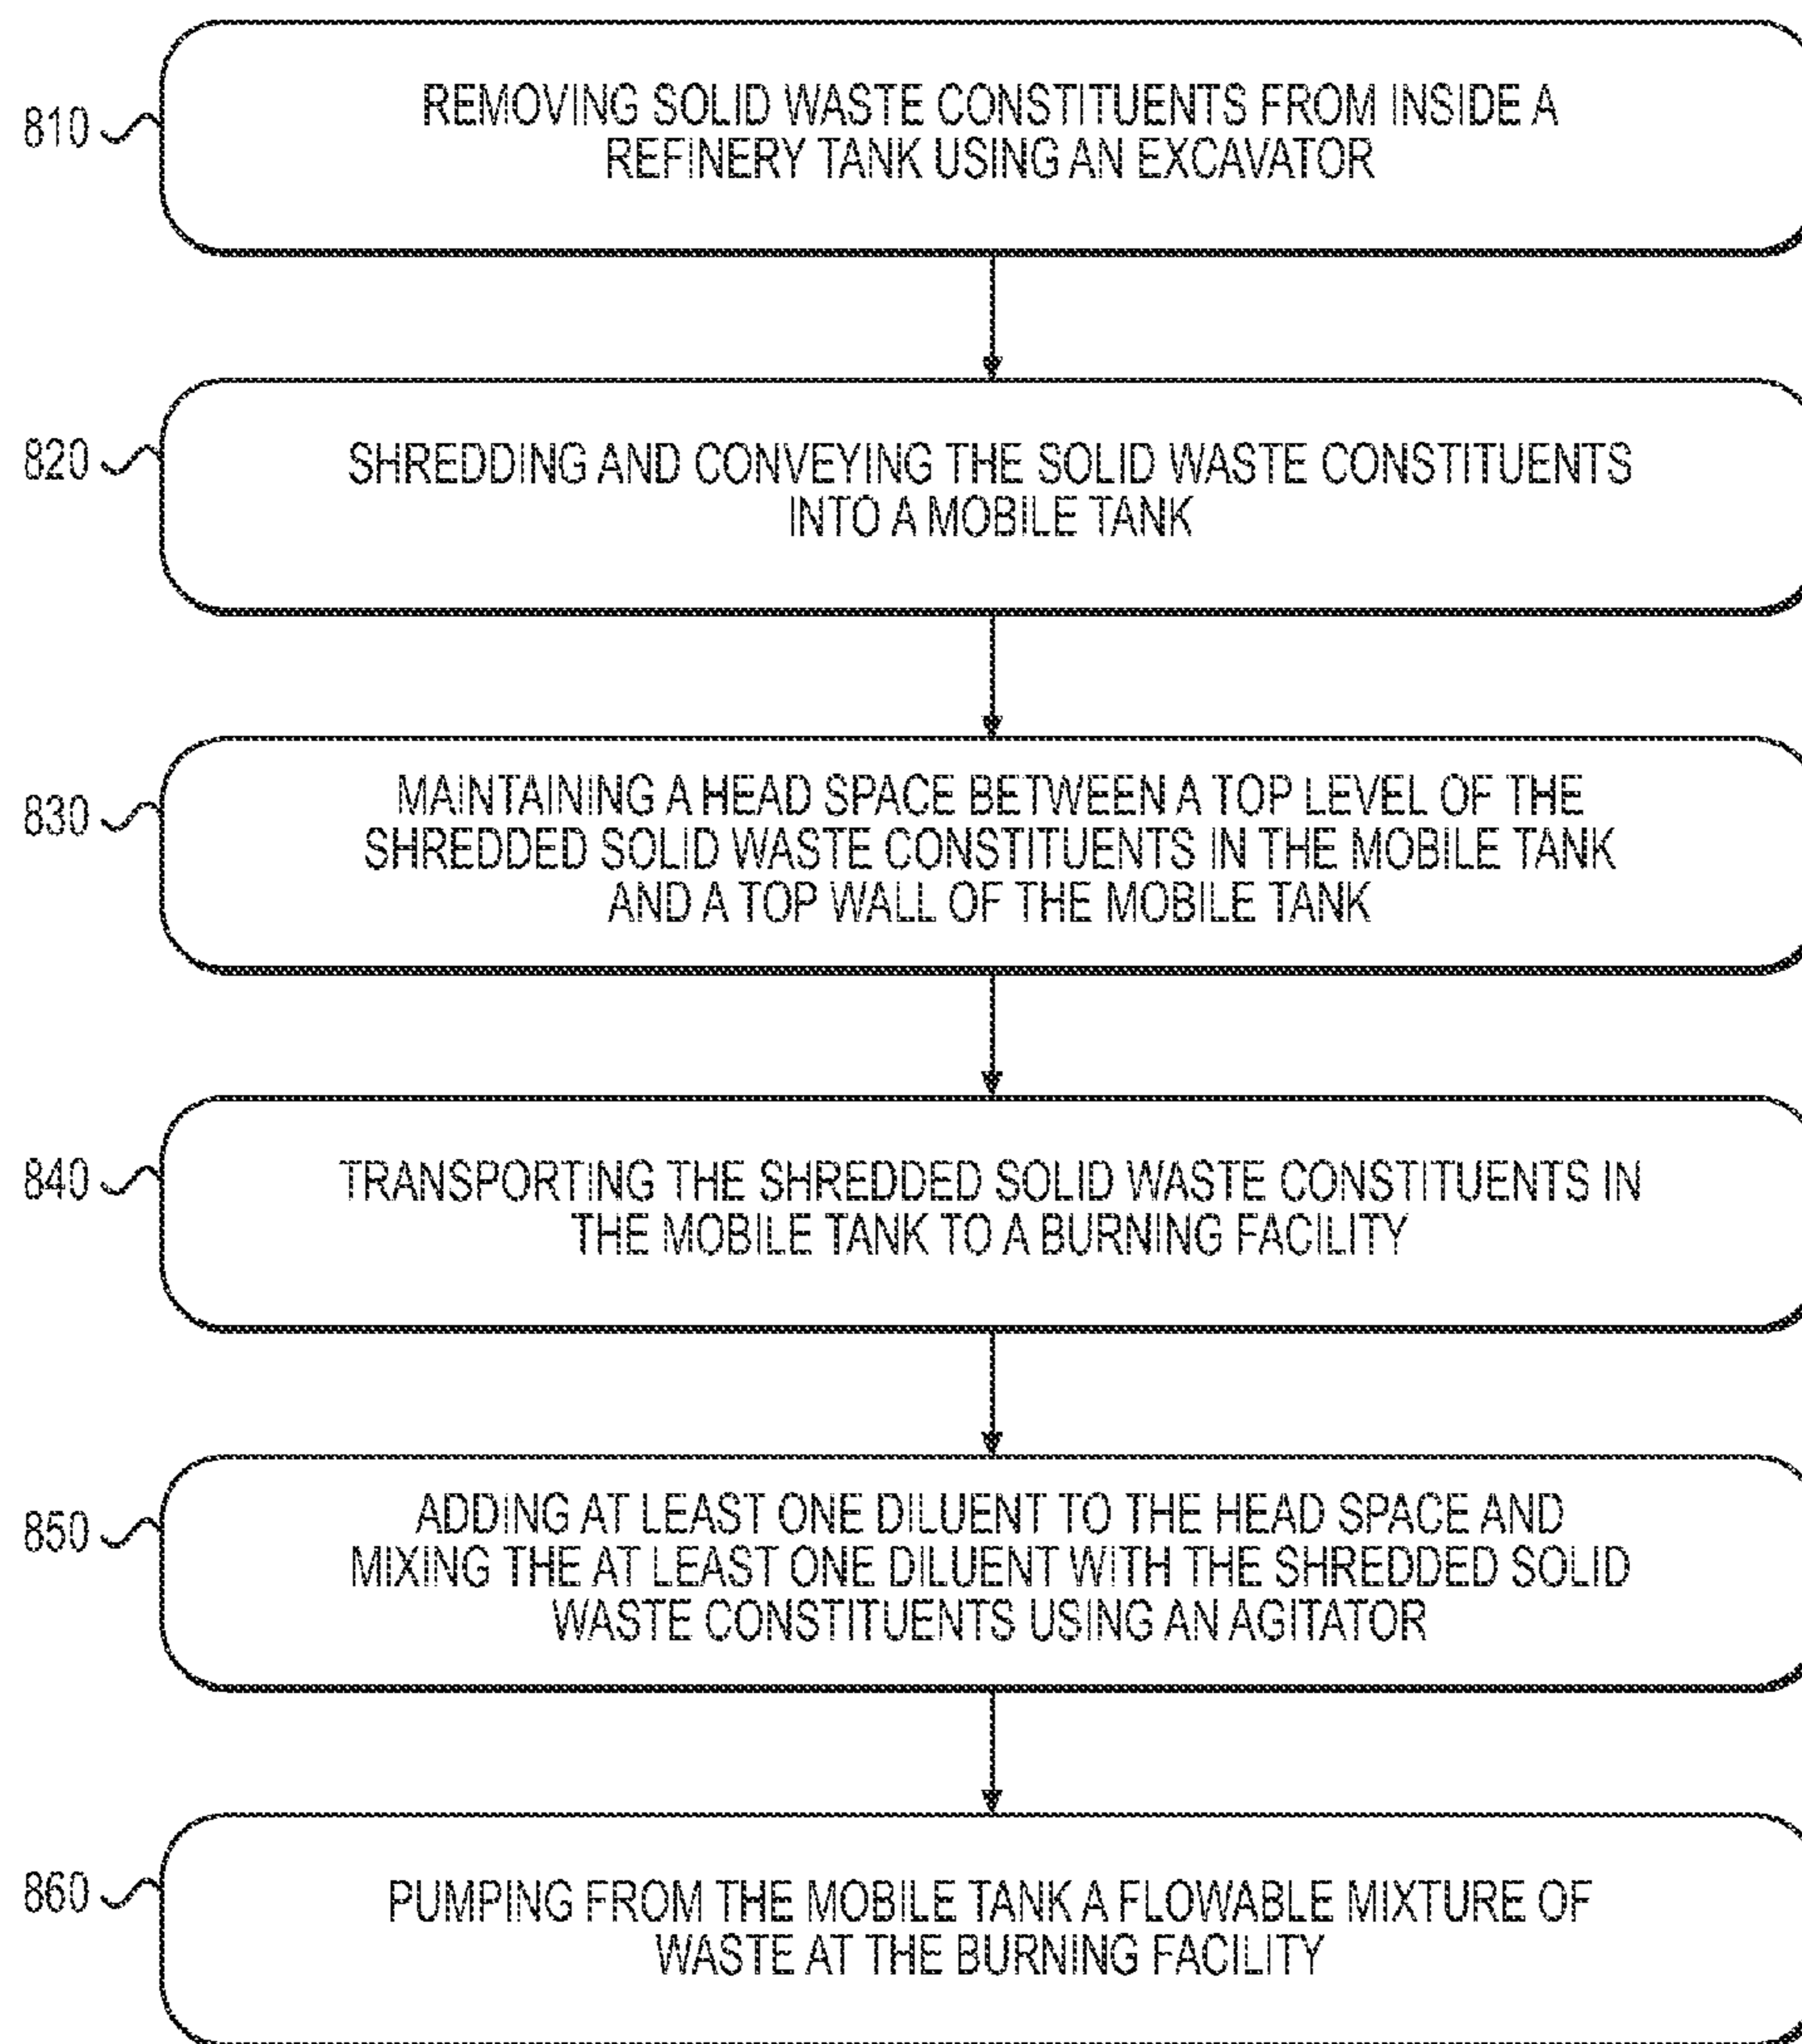 810
REMOVING SOLID WASTE CONSTITUENTS FROM INSIDE A
REFINERY TANK USING AN EXCAVATOR
820
SHREDDING AND CONVEYING THE SOLID WASTE CONSTITUENTS
INTO A MOBILE TANK
830
MAINTAINING A HEAD SPACE BETWEEN A TOP LEVEL OF THE
SHREDDED SOLID WASTE CONSTITUENTS IN THE MOBILE TANK
AND A TOP WALL OF THE MOBILE TANK
840
TRANSPORTING THE SHREDDED SOLID WASTE CONSTITUENTS IN
THE MOBILE TANK TO A BURNING FACILITY
850
ADDING AT LEAST ONE DILUENT TO THE HEAD SPACE AND
MIXING THE AT LEAST ONE DILUENT WITH THE SHREDDED SOLID
WASTE CONSTITUENTS USING AN AGITATOR
860
PUMPING FROM THE MOBILE TANK A FLOWABLE MIXTURE OF
WASTE AT THE BURNING FACILITY